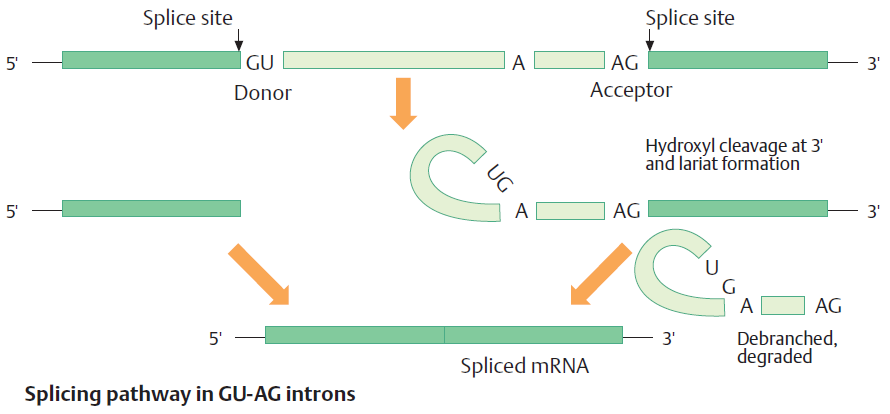 Splice site
Splice site
5' GU A AG 3'
Donor
Acceptor
Hydroxyl cleavage at 3'
and lariat formation
UG
5' A AG 3'
U
G
A AG
5' 3'
Debranched,
degraded
Spliced mRNA
Splicing pathway in GU-AG introns